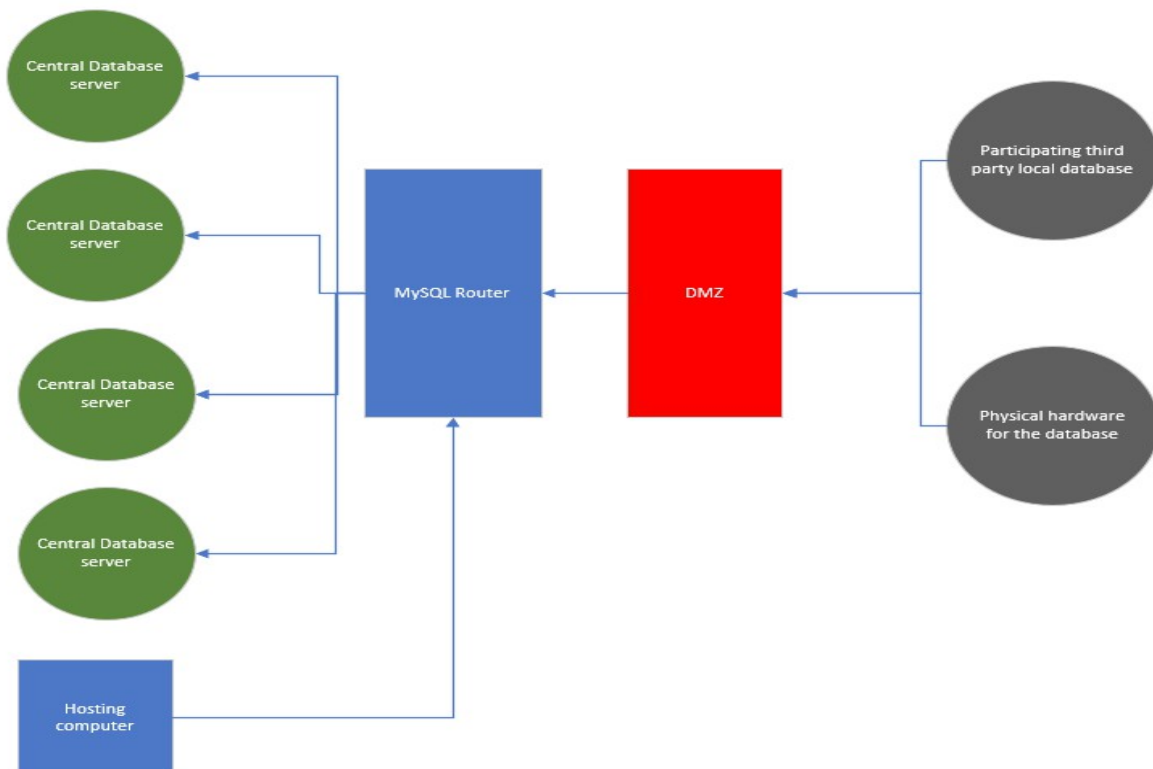 Central Database
server
Central Database
server
Central Database
server
Central Database
server
Hosting
computer
MySQL Router
DMZ
Participating third
party local database
Physical hardware
for the database